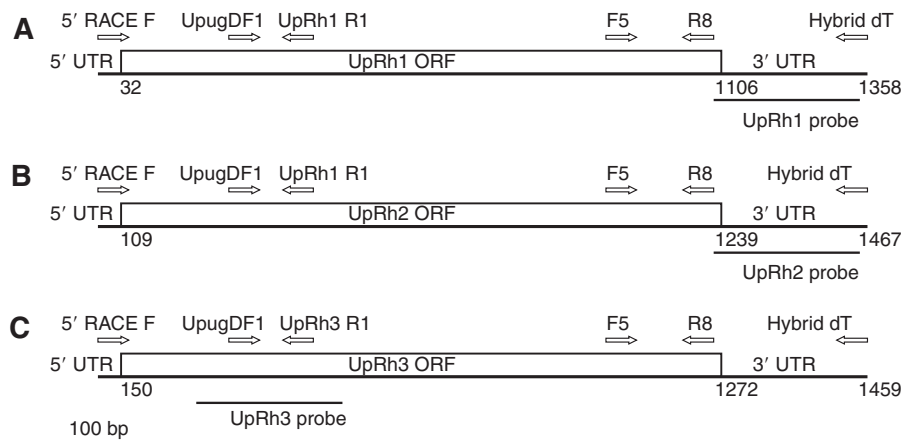 A
5′ RACE F UpugDF1 UpRh1 R1 F5 R8 Hybrid dT
5′ UTR UpRh1 ORF 3′ UTR
32 1106 1358
UpRh1 probe
B
5′ RACE F UpugDF1 UpRh1 R1 F5 R8 Hybrid dT
5′ UTR UpRh2 ORF 3′ UTR
109 1239 1467
UpRh2 probe
C
5′ RACE F UpugDF1 UpRh3 R1 F5 R8 Hybrid dT
5′ UTR UpRh3 ORF 3′ UTR
150 1272 1459
UpRh3 probe
100 bp